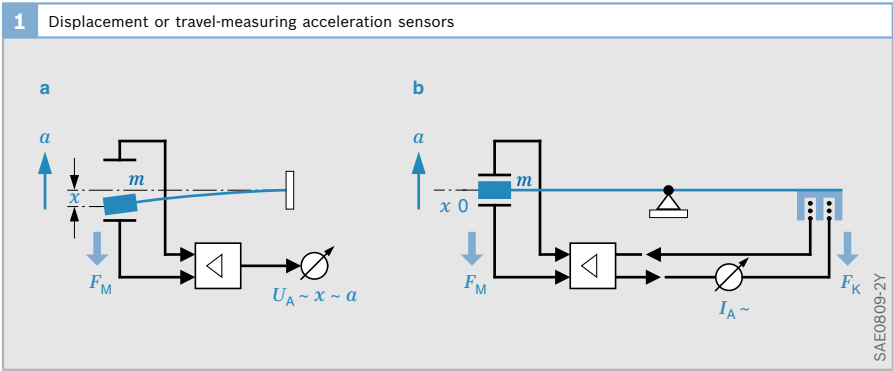 1 Displacement or travel-measuring acceleration sensors
a
b
a
a
m
m
x
x 0
F_M
F_M
F_K
U_A ~ x ~ a
I_A ~
SAE0809-2Y